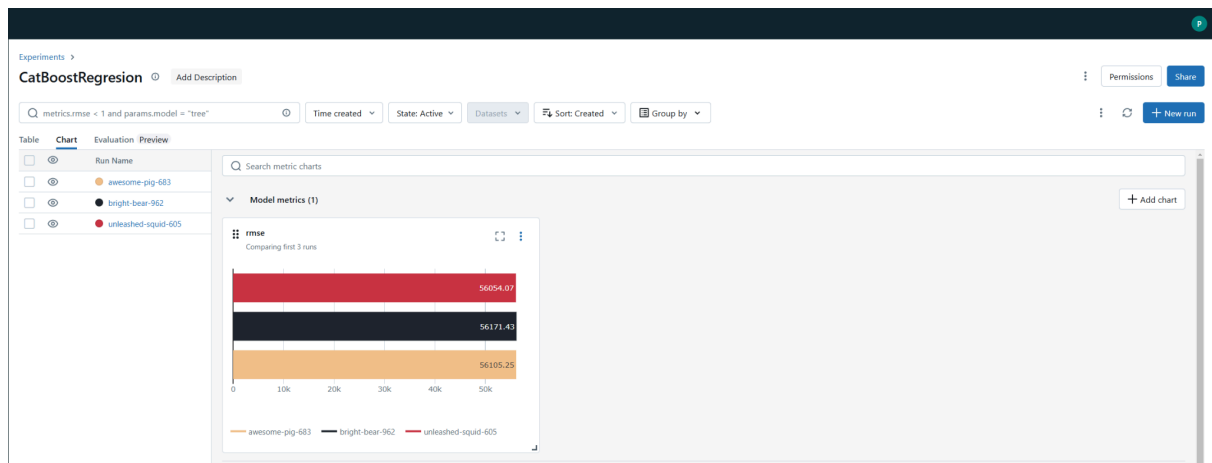 P
Experiments >
CatBoostRegresion Add Description Permissions Share
metrics.rmse < 1 and params.model = "tree" Time created State: Active Datasets Sort: Created Group by + New run
Table Chart Evaluation Preview
Run Name
awesome-pig-683
bright-bear-962
unleashed-squid-605
Search metric charts
Model metrics (1) + Add chart
rmse
Comparing first 3 runs
56054.07
56171.43
56105.25
0 10k 20k 30k 40k 50k
awesome-pig-683 bright-bear-962 unleashed-squid-605